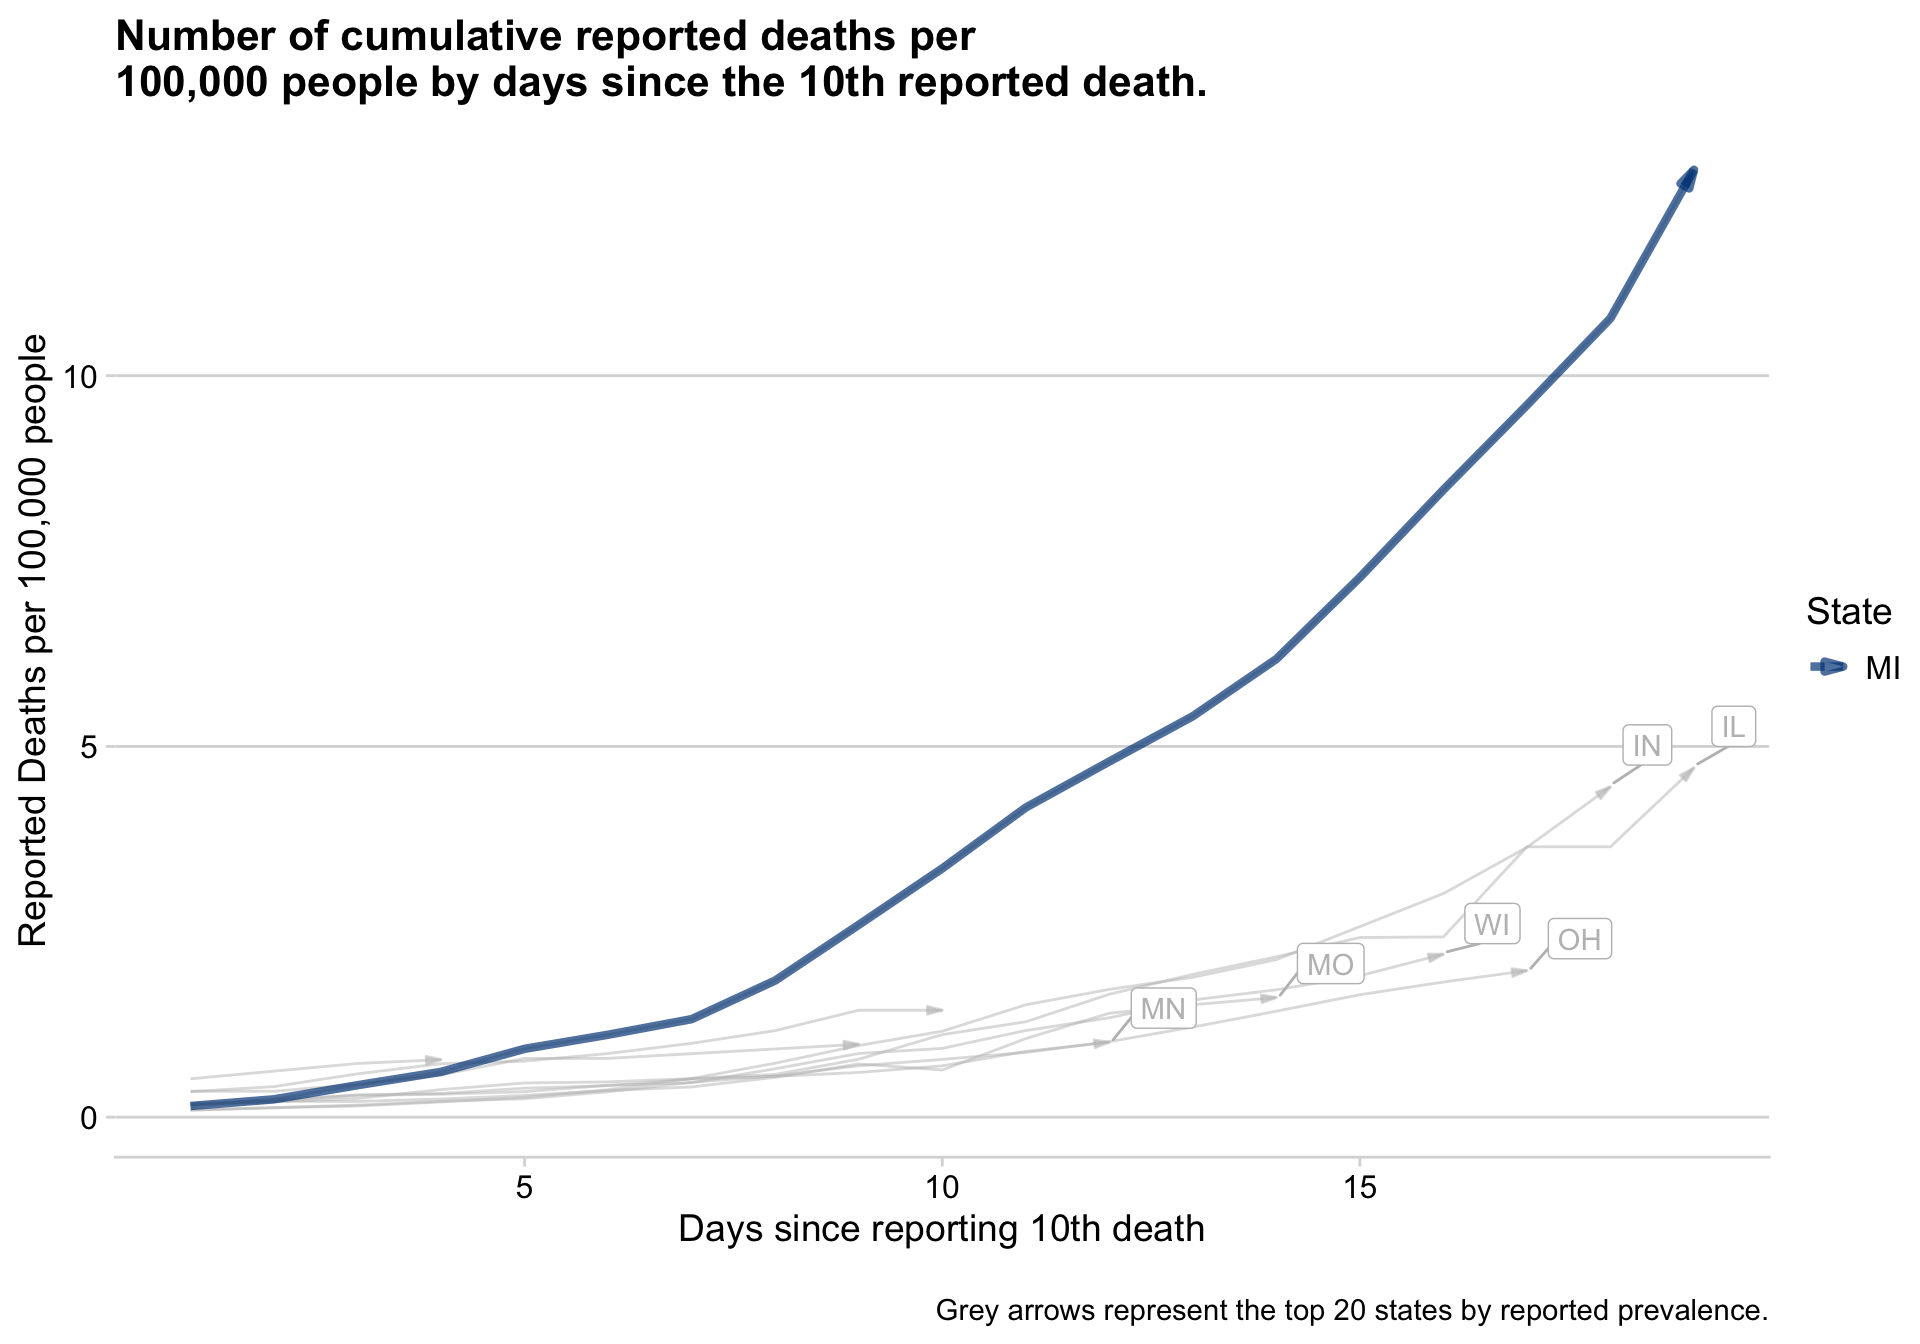 Number of cumulative reported deaths per
100,000 people by days since the 10th reported death.
Reported Deaths per 100,000 people
10
5
0
IL
IN
WI
OH
MO
MN
State
MI
5
10
15
Days since reporting 10th death
Grey arrows represent the top 20 states by reported prevalence.